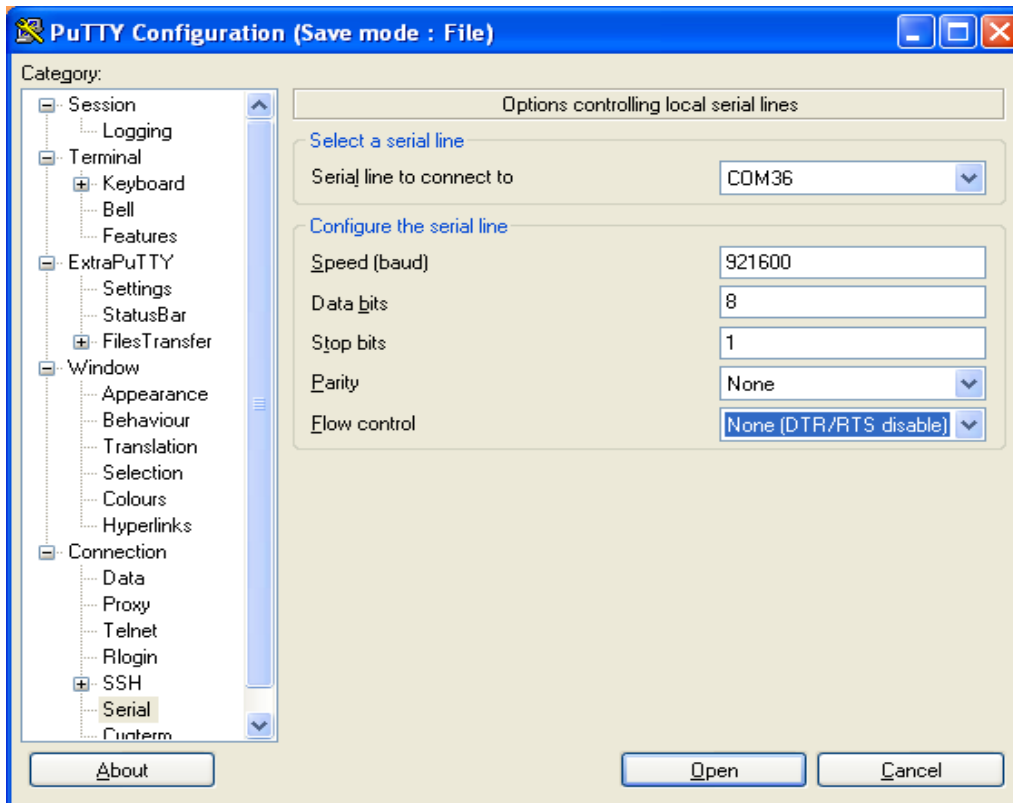 PuTTY Configuration (Save mode : File)
Category:
Session
Logging
Terminal
Keyboard
Bell
Features
ExtraPuTTY
Settings
StatusBar
FilesTransfer
Window
Appearance
Behaviour
Translation
Selection
Colours
Hyperlinks
Connection
Data
Proxy
Telnet
Rlogin
SSH
Serial
Cygterm
Options controlling local serial lines
Select a serial line
Serial line to connect to COM36
Configure the serial line
Speed (baud) 921600
Data bits 8
Stop bits 1
Parity None
Flow control None (DTR/RTS disable)
About
Open
Cancel